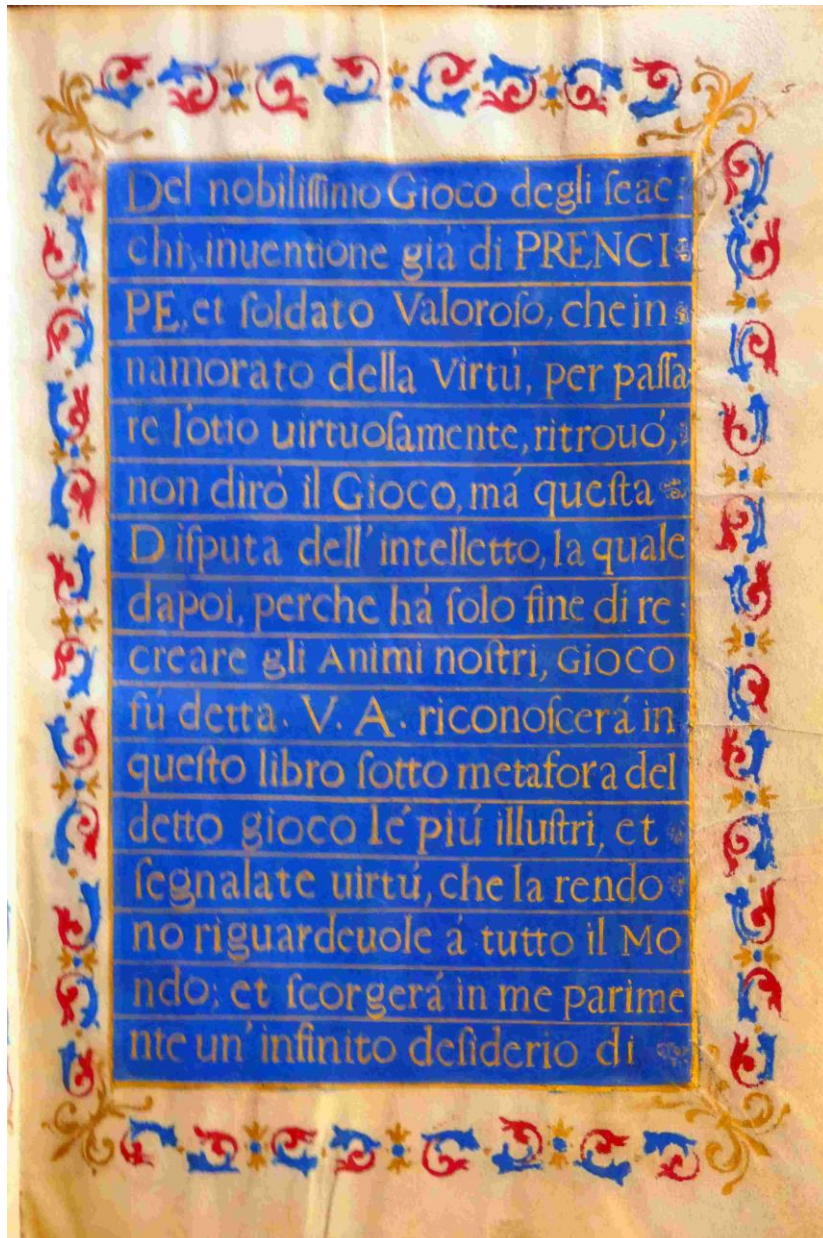 Del nobiliſſimo Gioco degli ſcac:
chi, inuentione giá di PRENCI
PE, et ſoldato Valoroſo, che in
namorato della Virtú, per paſſa:
re l'otio uirtuoſamente, ritrouó,
non diró il Gioco, má queſta
Diſputa dell' intelletto, la quale
dapoi, perche há ſolo fine di re:
creare gli Animi noſtri, GIOCO
fú detta. V. A. riconoſcerá in
queſto libro ſotto metafora del
detto gioco lé piú illuſtri, et
ſegnalate uirtú, che la rendo
no riguardeuole á tutto il MO
ndo; et ſcorgerá in me parime
nte un' infinito deſiderio di